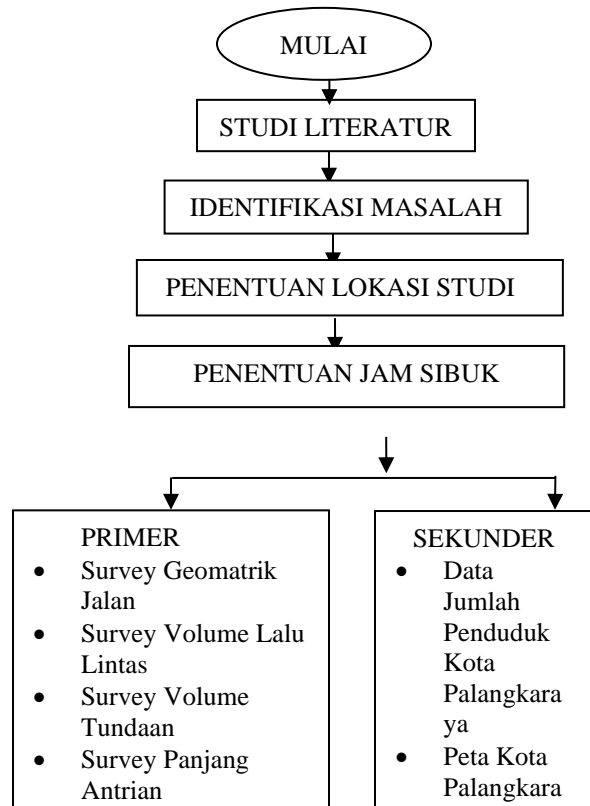 MULAI
STUDI LITERATUR
IDENTIFIKASI MASALAH
PENENTUAN LOKASI STUDI
PENENTUAN JAM SIBUK
PRIMER
• Survey Geomatrik
Jalan
• Survey Volume Lalu
Lintas
• Survey Volume
Tundaan
• Survey Panjang
Antrian
SEKUNDER
• Data
Jumlah
Penduduk
Kota
Palangkara
ya
• Peta Kota
Palangkara